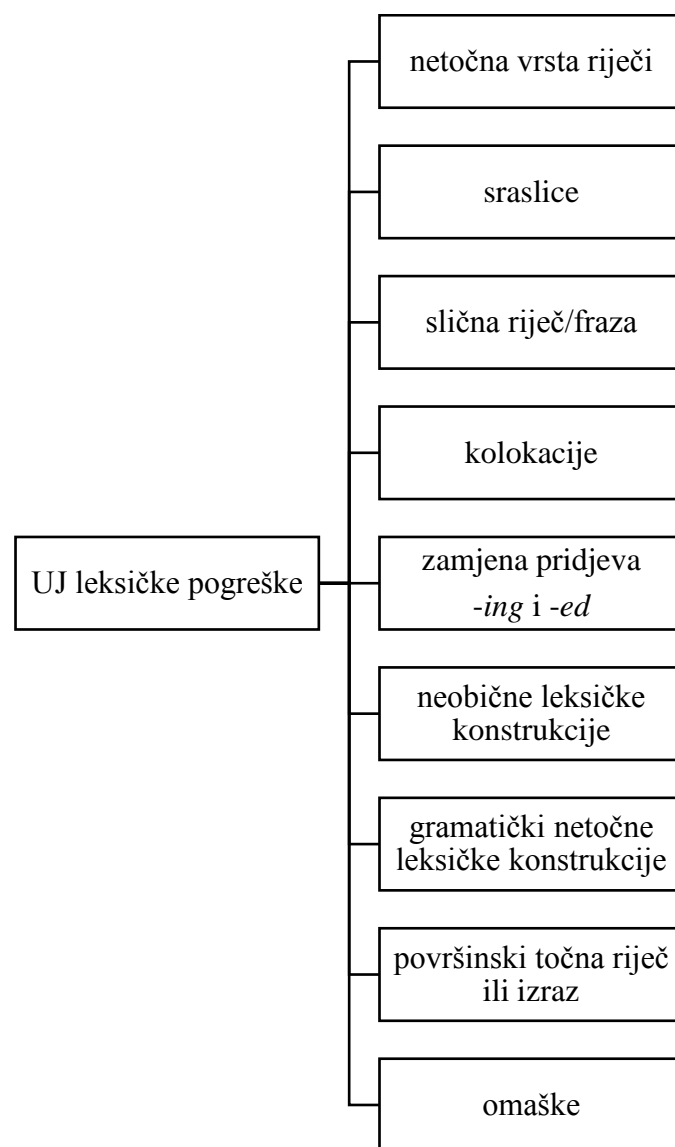 netočna vrsta riječi
sraslice
slična riječ/fraza
kolokacije
UJ leksičke pogreške
zamjena pridjeva
-ing i -ed
neobične leksičke
konstrukcije
gramatički netočne
leksičke konstrukcije
površinski točna riječ
ili izraz
omaške